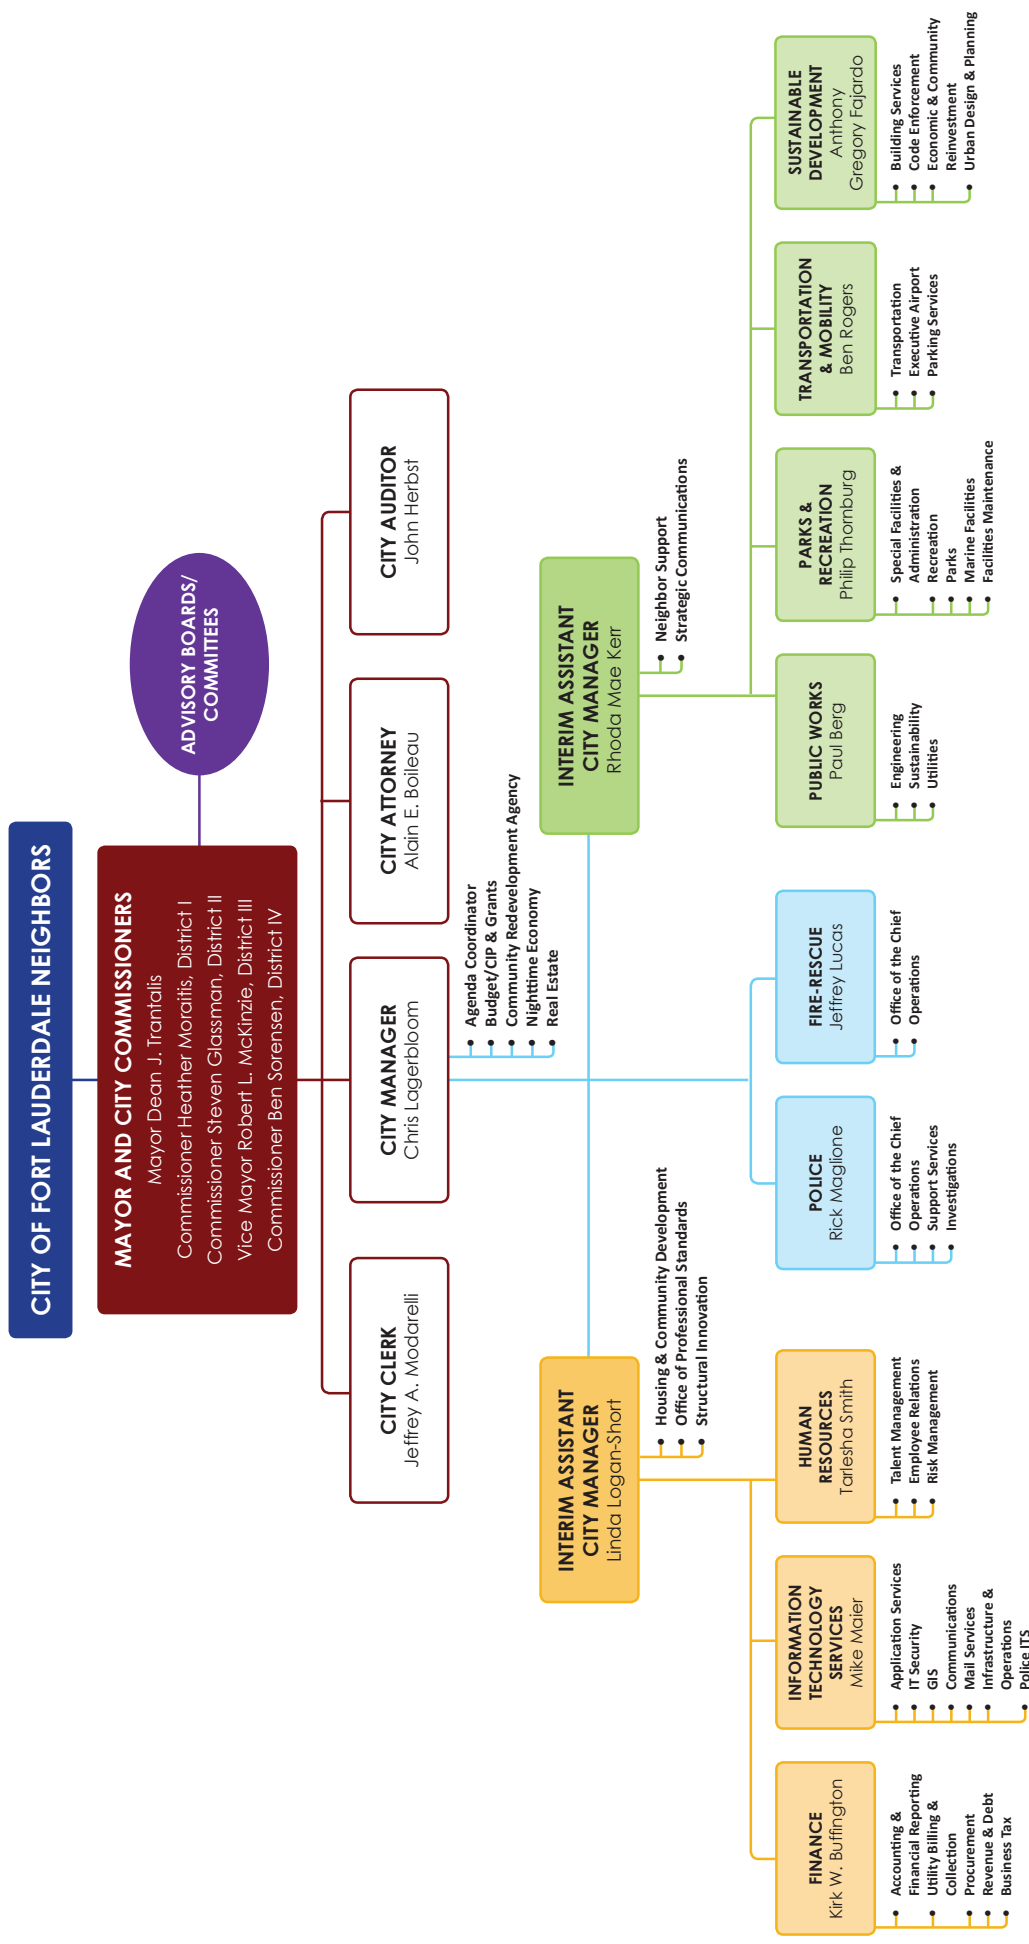 CITY OF FORT LAUDERDALE NEIGHBORS
MAYOR AND CITY COMMISSIONERS
Mayor Dean J. Trantalis
Commissioner Heather Moraitis, District I
Commissioner Steven Glassman, District II
Vice Mayor Robert L. McKinzie, District III
Commissioner Ben Sorensen, District IV
ADVISORY BOARDS/
COMMITTEES
CITY CLERK
Jeffrey A. Modarelli
CITY MANAGER
Chris Lagerbloom
Agenda Coordinator
Budget/CIP & Grants
Community Redevelopment Agency
Nighttime Economy
Real Estate
CITY ATTORNEY
Alain E. Boileau
CITY AUDITOR
John Herbst
INTERIM ASSISTANT
CITY MANAGER
Linda Logan-Short
Housing & Community Development
Office of Professional Standards
Structural Innovation
INTERIM ASSISTANT
CITY MANAGER
Rhoda Mae Kerr
Neighbor Support
Strategic Communications
FINANCE
Kirk W. Buffington
Accounting &
Financial Reporting
Utility Billing &
Collection
Procurement
Revenue & Debt
Business Tax
INFORMATION
TECHNOLOGY
SERVICES
Mike Maier
Application Services
IT Security
GIS
Communications
Mail Services
Infrastructure &
Operations
Police ITS
HUMAN
RESOURCES
Tarlesha Smith
Talent Management
Employee Relations
Risk Management
POLICE
Rick Maglione
Office of the Chief
Operations
Support Services
Investigations
FIRE-RESCUE
Jeffrey Lucas
Office of the Chief
Operations
PUBLIC WORKS
Paul Berg
Engineering
Sustainability
Utilities
PARKS &
RECREATION
Philip Thornburg
Special Facilities &
Administration
Recreation
Parks
Marine Facilities
Facilities Maintenance
TRANSPORTATION
& MOBILITY
Ben Rogers
Transportation
Executive Airport
Parking Services
SUSTAINABLE
DEVELOPMENT
Anthony
Gregory Fajardo
Building Services
Code Enforcement
Economic & Community
Reinvestment
Urban Design & Planning